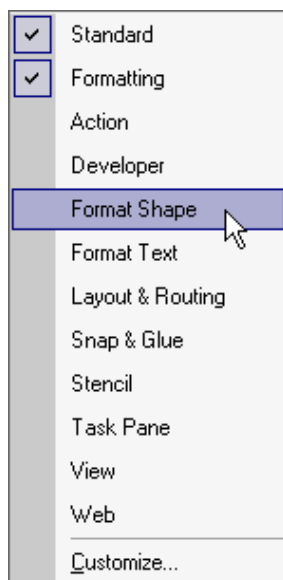 Standard
Formatting
Action
Developer
Format Shape
Format Text
Layout & Routing
Snap & Glue
Stencil
Task Pane
View
Web
Customize...